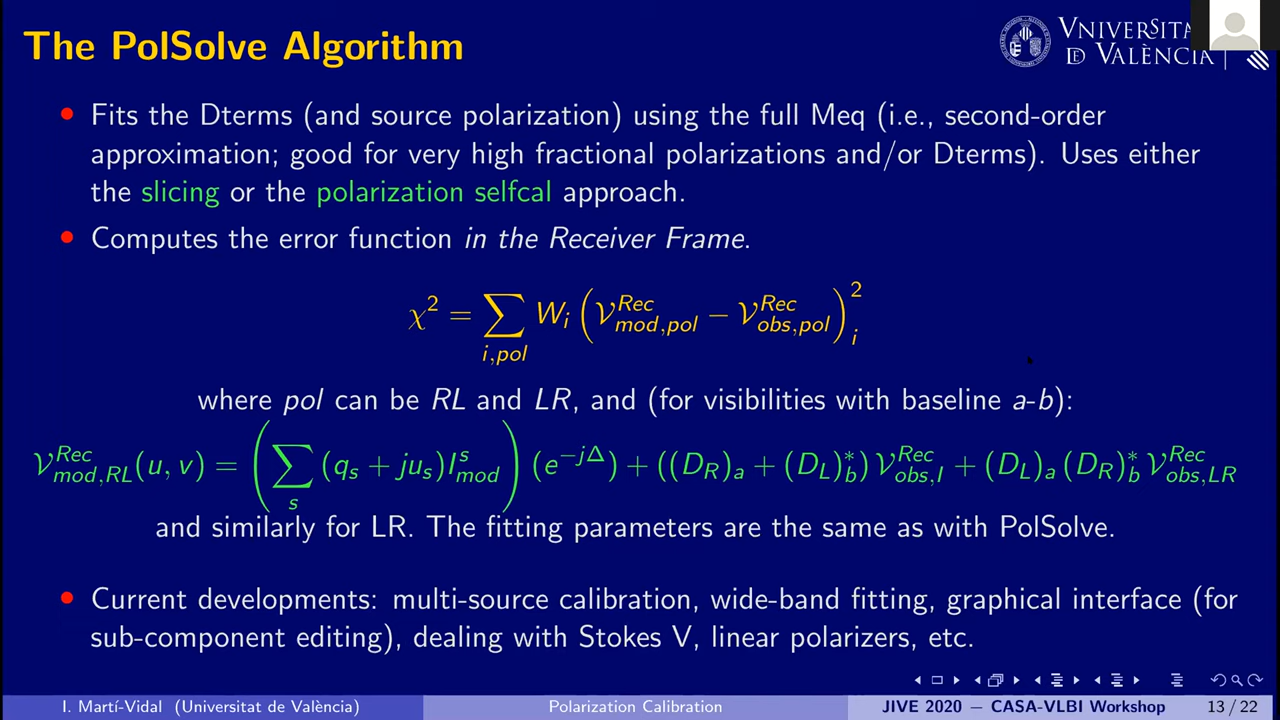 The PolSolve Algorithm
VNIVERSITAT
DE VALÈNCIA
• Fits the Dterms (and source polarization) using the full Meq (i.e., second-order
approximation; good for very high fractional polarizations and/or Dterms). Uses either
the slicing or the polarization selfcal approach.
• Computes the error function in the Receiver Frame.
χ² = ∑_{i,pol} W_i (𝒱^{Rec}_{mod,pol} − 𝒱^{Rec}_{obs,pol})²_i
where pol can be RL and LR, and (for visibilities with baseline a-b):
𝒱^{Rec}_{mod,RL}(u, v) = (∑_s (q_s + ju_s)I^s_{mod}) (e^{−jΔ}) + ((D_R)_a + (D_L)^*_b) 𝒱^{Rec}_{obs,I} + (D_L)_a (D_R)^*_b 𝒱^{Rec}_{obs,LR}
and similarly for LR. The fitting parameters are the same as with PolSolve.
• Current developments: multi-source calibration, wide-band fitting, graphical interface (for
sub-component editing), dealing with Stokes V, linear polarizers, etc.
I. Martí-Vidal (Universitat de València)
Polarization Calibration
JIVE 2020 − CASA-VLBI Workshop
13 / 22